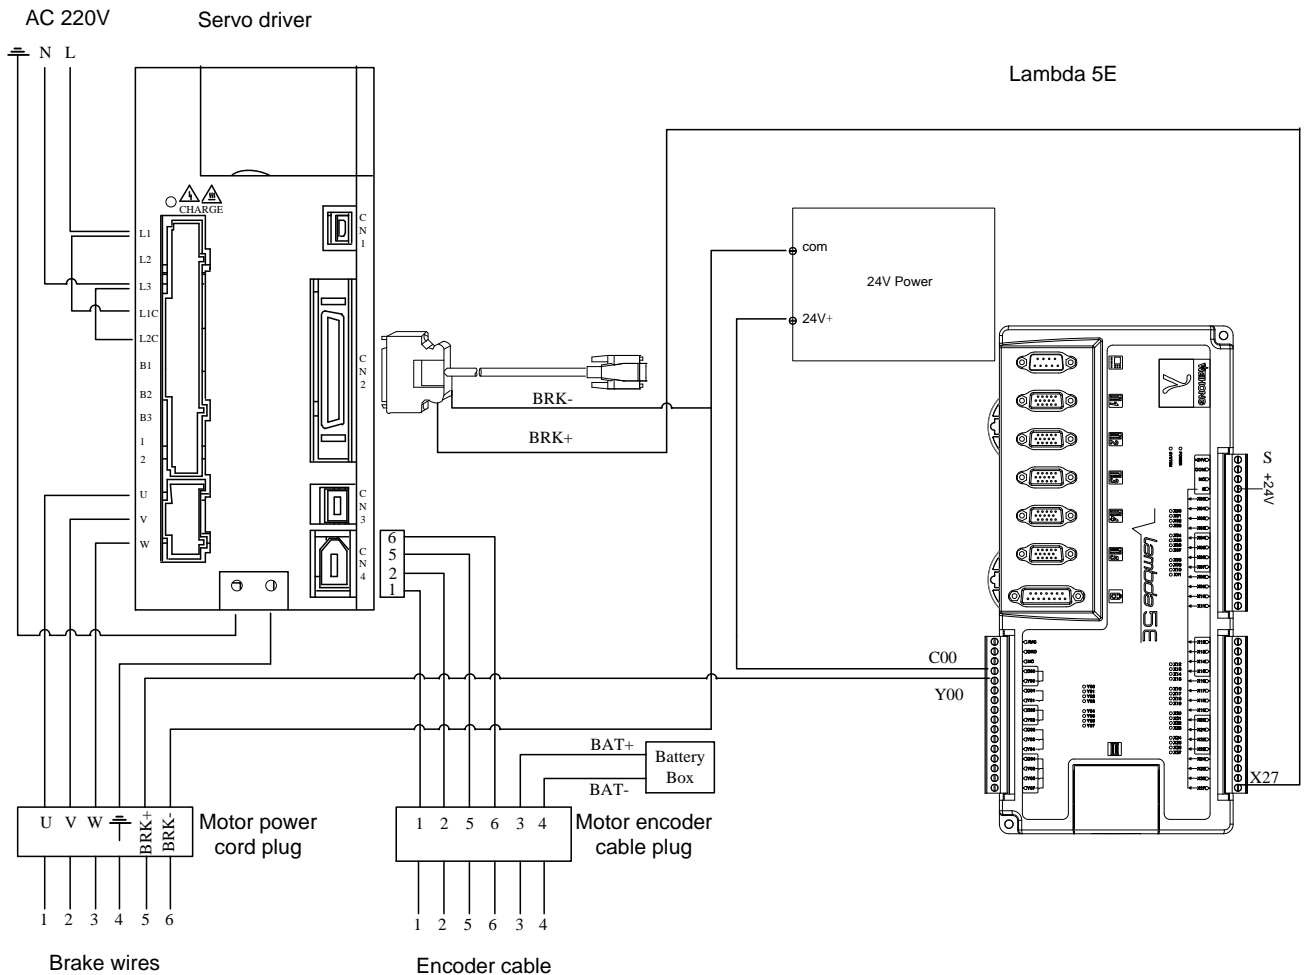 AC 220V
Servo driver
N L
Lambda 5E
CHARGE
L1
L2
L3
L1C
L2C
B1
B2
B3
1
2
U
V
W
CN1
CN2
CN3
CN4
6
5
2
1
BRK-
BRK+
com
24V Power
24V+
WEIHONG
λ
Lambda 5E
S
+24V
C00
Y00
X27
BAT+
BAT-
Battery
Box
U V W BRK+ BRK-
Motor power
cord plug
1 2 3 4 5 6
Brake wires
1 2 5 6 3 4
Motor encoder
cable plug
1 2 5 6 3 4
Encoder cable